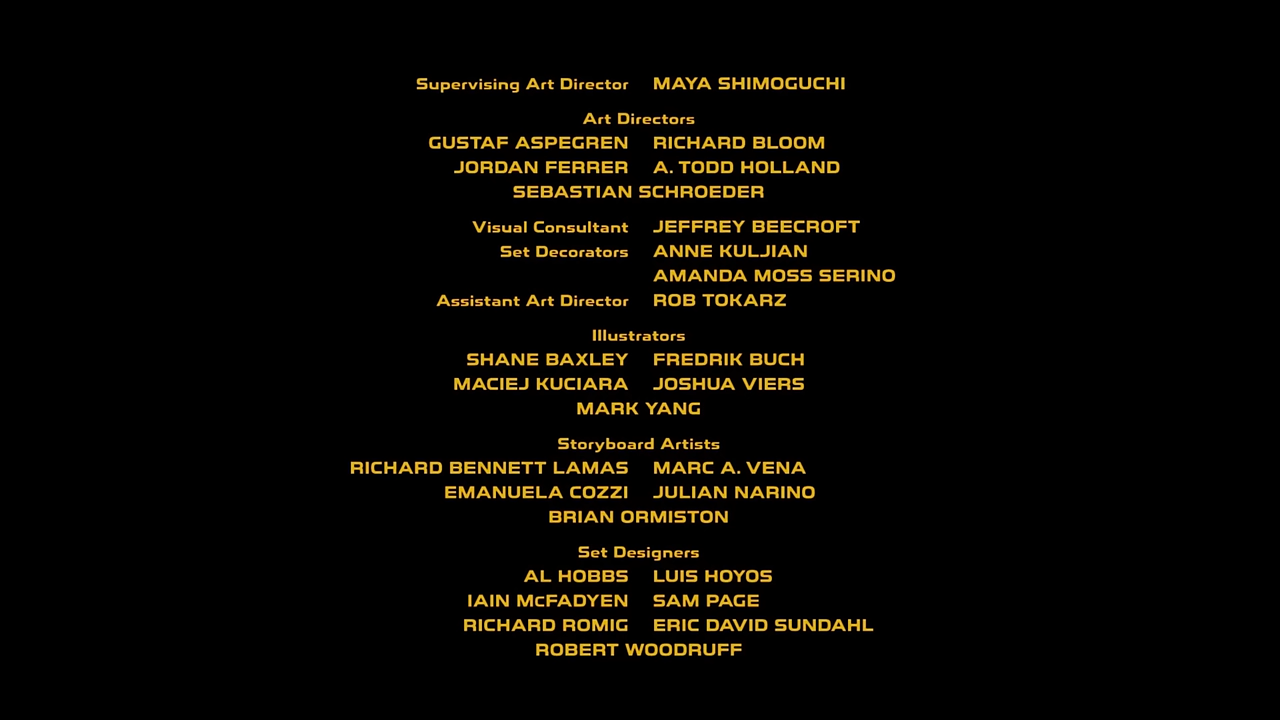 Supervising Art Director MAYA SHIMOGUCHI
Art Directors
GUSTAF ASPEGREN RICHARD BLOOM
JORDAN FERRER A. TODD HOLLAND
SEBASTIAN SCHROEDER
Visual Consultant JEFFREY BEECROFT
Set Decorators ANNE KULJIAN
AMANDA MOSS SERINO
Assistant Art Director ROB TOKARZ
Illustrators
SHANE BAXLEY FREDRIK BUCH
MACIEJ KUCIARA JOSHUA VIERS
MARK YANG
Storyboard Artists
RICHARD BENNETT LAMAS MARC A. VENA
EMANUELA COZZI JULIAN NARINO
BRIAN ORMISTON
Set Designers
AL HOBBS LUIS HOYOS
IAIN McFADYEN SAM PAGE
RICHARD ROMIG ERIC DAVID SUNDAHL
ROBERT WOODRUFF